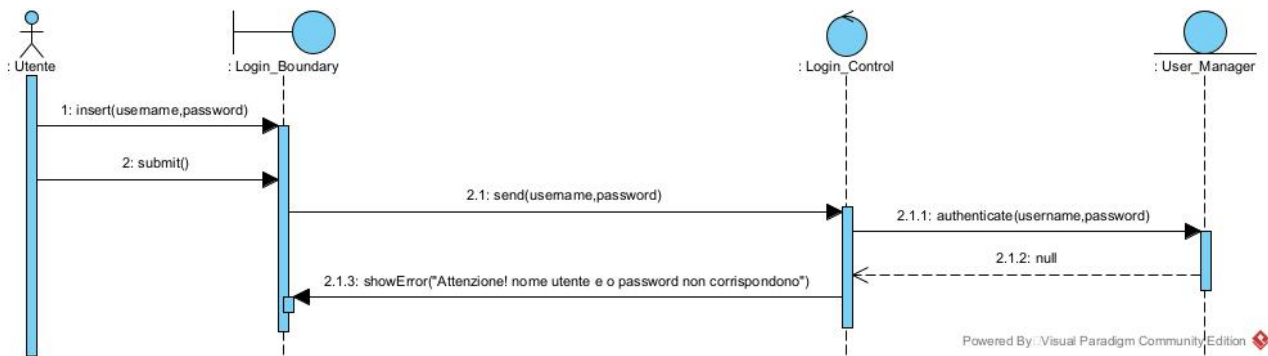 : Utente
: Login_Boundary
: Login_Control
: User_Manager
1: insert(username,password)
2: submit()
2.1: send(username,password)
2.1.1: authenticate(username,password)
2.1.2: null
2.1.3: showError("Attenzione! nome utente e o password non corrispondono")
Powered By Visual Paradigm Community Edition